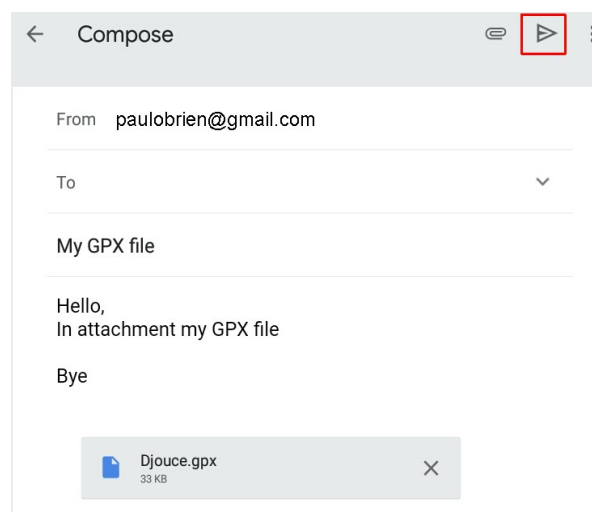 Compose
From paulobrien@gmail.com
To
My GPX file
Hello,
In attachment my GPX file
Bye
Djouce.gpx
33 KB